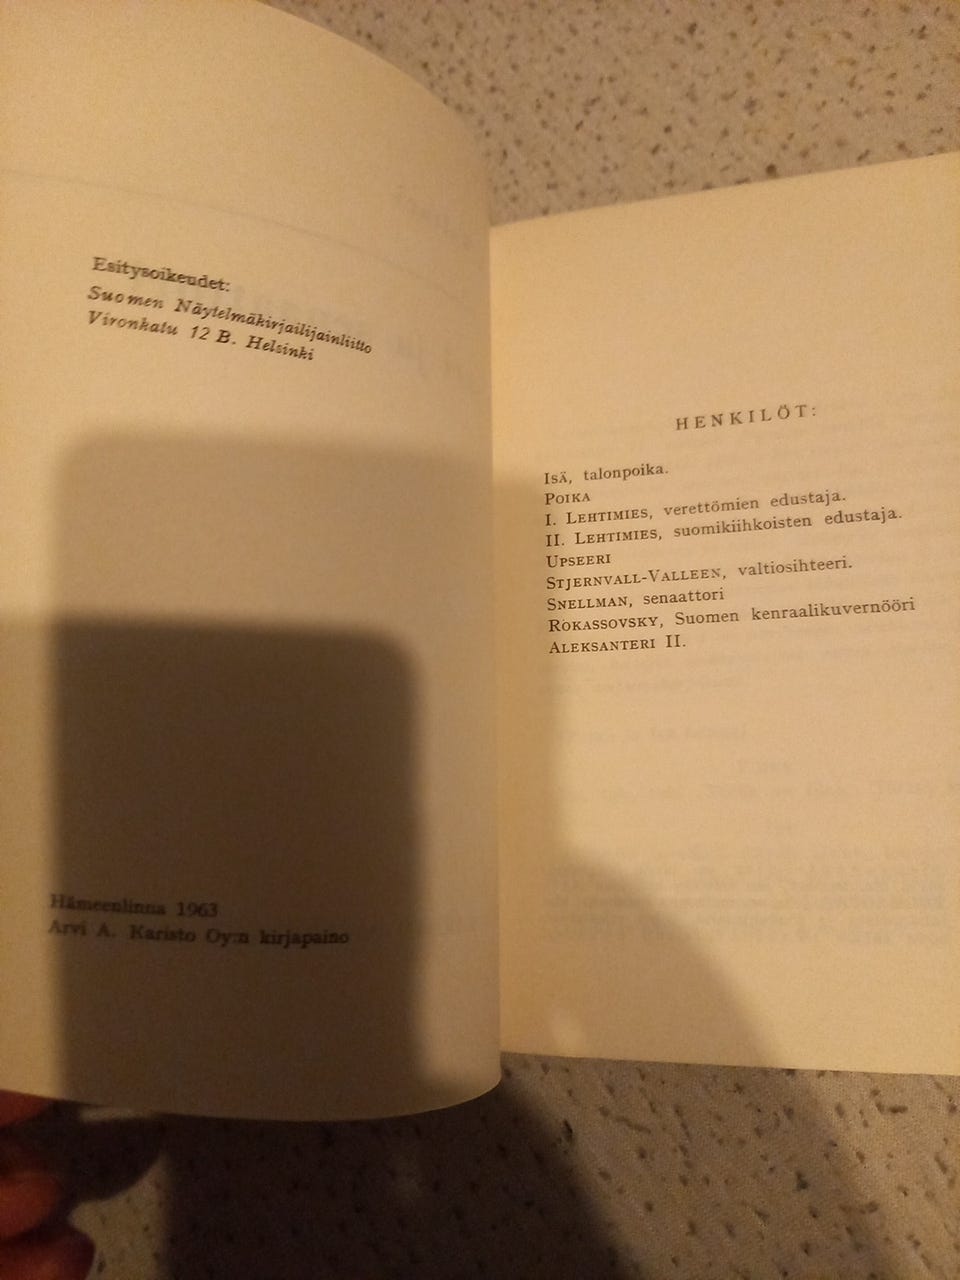 Esitysoikeudet:
Suomen Näytelmäkirjailijainliitto
Vironkatu 12 B. Helsinki
Hämeenlinna 1963
Arvi A. Karisto Oy:n kirjapaino
HENKILÖT:
ISÄ, talonpoika.
POIKA
I. LEHTIMIES, verettömien edustaja.
II. LEHTIMIES, suomikiihkoisten edustaja.
UPSEERI
STJERNVALL-VALLEEN, valtiosihteeri.
SNELLMAN, senaattori
ROKASSOVSKY, Suomen kenraalikuvernööri
ALEKSANTERI II.